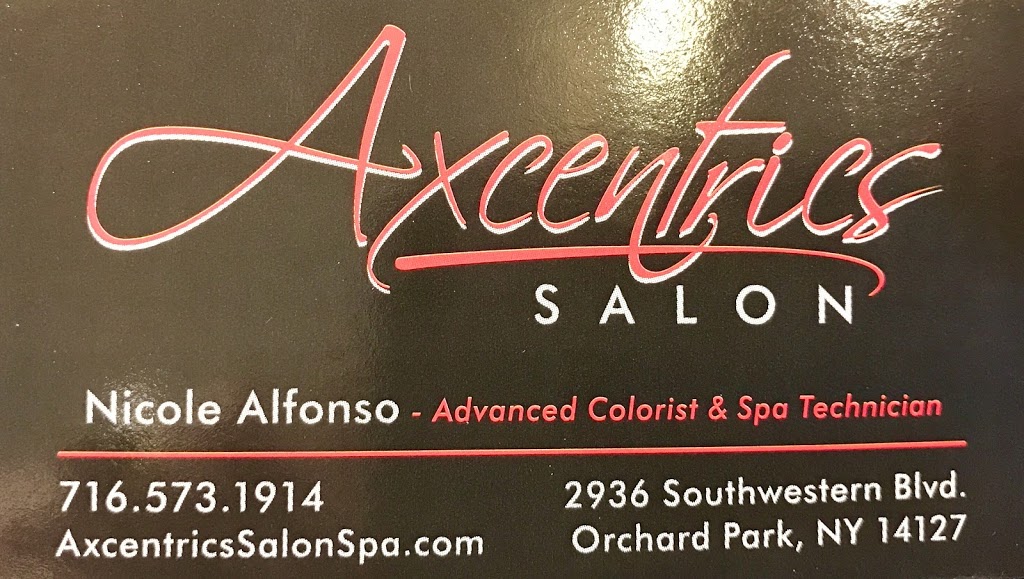 Axcentrics
SALON
Nicole Alfonso - Advanced Colorist & Spa Technician
716.573.1914
AxcentricsSalonSpa.com
2936 Southwestern Blvd.
Orchard Park, NY 14127